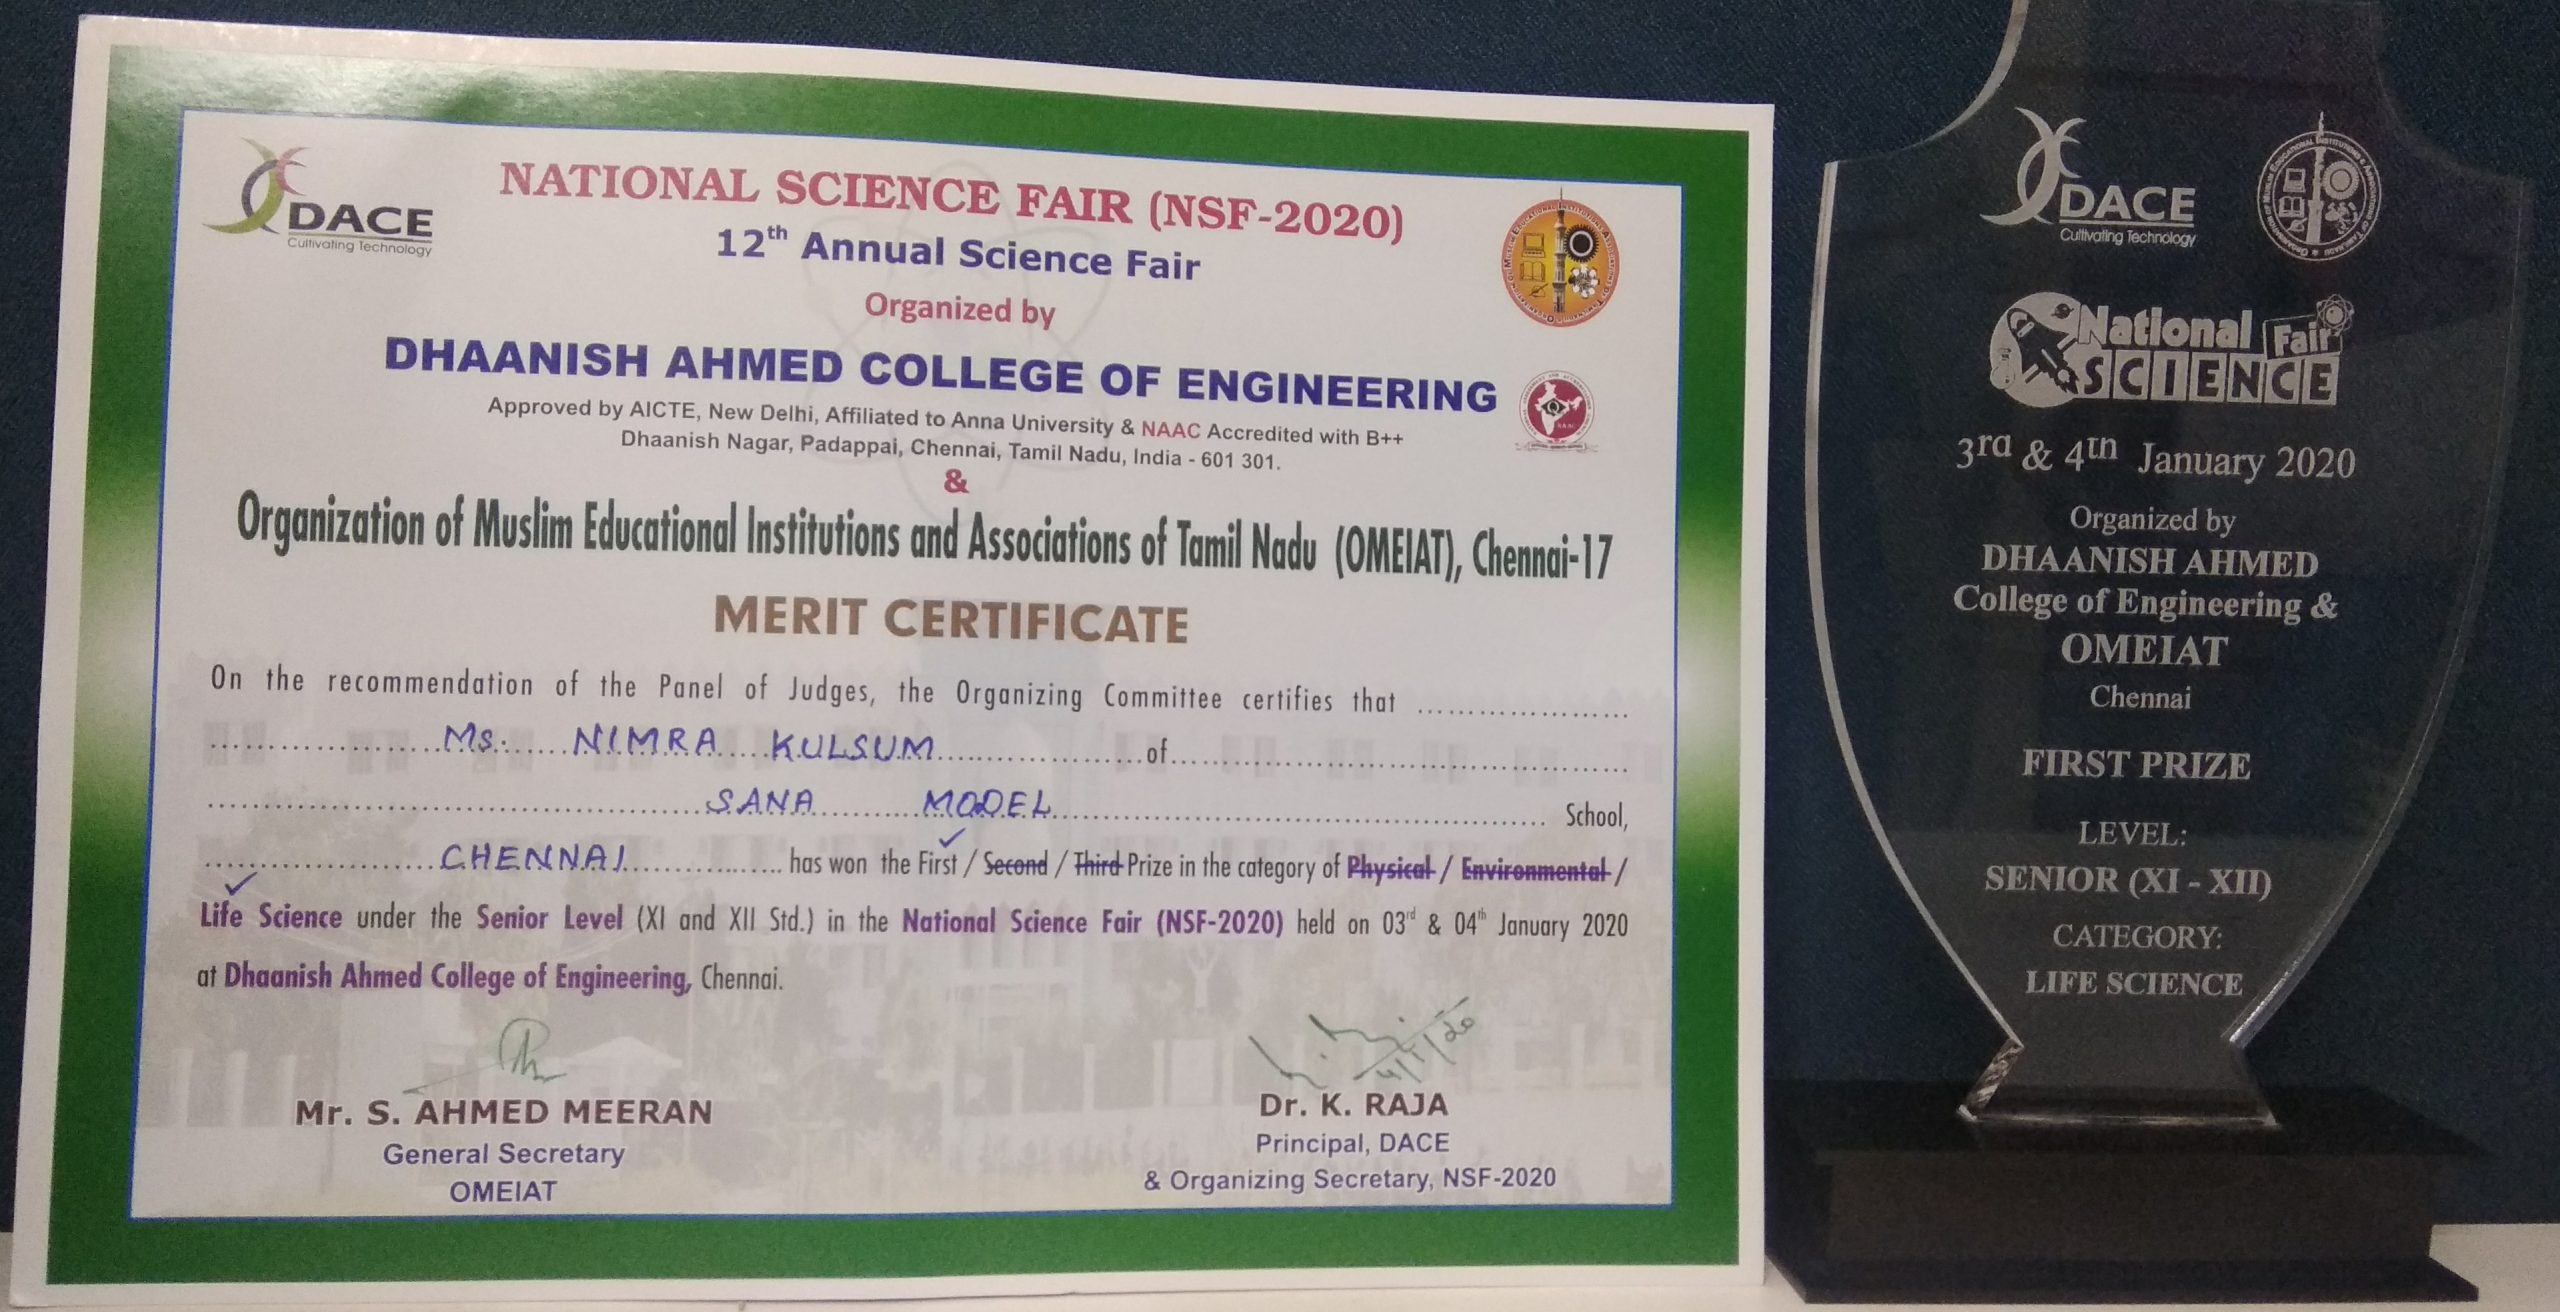 DACE
Cultivating Technology
NATIONAL SCIENCE FAIR (NSF-2020)
12th Annual Science Fair
Organized by
DHAANISH AHMED COLLEGE OF ENGINEERING
Approved by AICTE, New Delhi, Affiliated to Anna University & NAAC Accredited with B++
Dhaanish Nagar, Padappai, Chennai, Tamil Nadu, India - 601 301.
&
Organization of Muslim Educational Institutions and Associations of Tamil Nadu (OMEIAT), Chennai-17
MERIT CERTIFICATE
On the recommendation of the Panel of Judges, the Organizing Committee certifies that .....................
Ms. NIMRA KULSUM of
SANA MODEL School,
CHENNAI has won the First / Second / Third Prize in the category of Physical / Environmental /
Life Science under the Senior Level (XI and XII Std.) in the National Science Fair (NSF-2020) held on 03rd & 04th January 2020
at Dhaanish Ahmed College of Engineering, Chennai.
4/1/20
Mr. S. AHMED MEERAN
General Secretary
OMEIAT
Dr. K. RAJA
Principal, DACE
& Organizing Secretary, NSF-2020
DACE
Cultivating Technology
National Fair
SCIENCE
3rd & 4th January 2020
Organized by
DHAANISH AHMED
College of Engineering &
OMEIAT
Chennai
FIRST PRIZE
LEVEL:
SENIOR (XI - XII)
CATEGORY:
LIFE SCIENCE